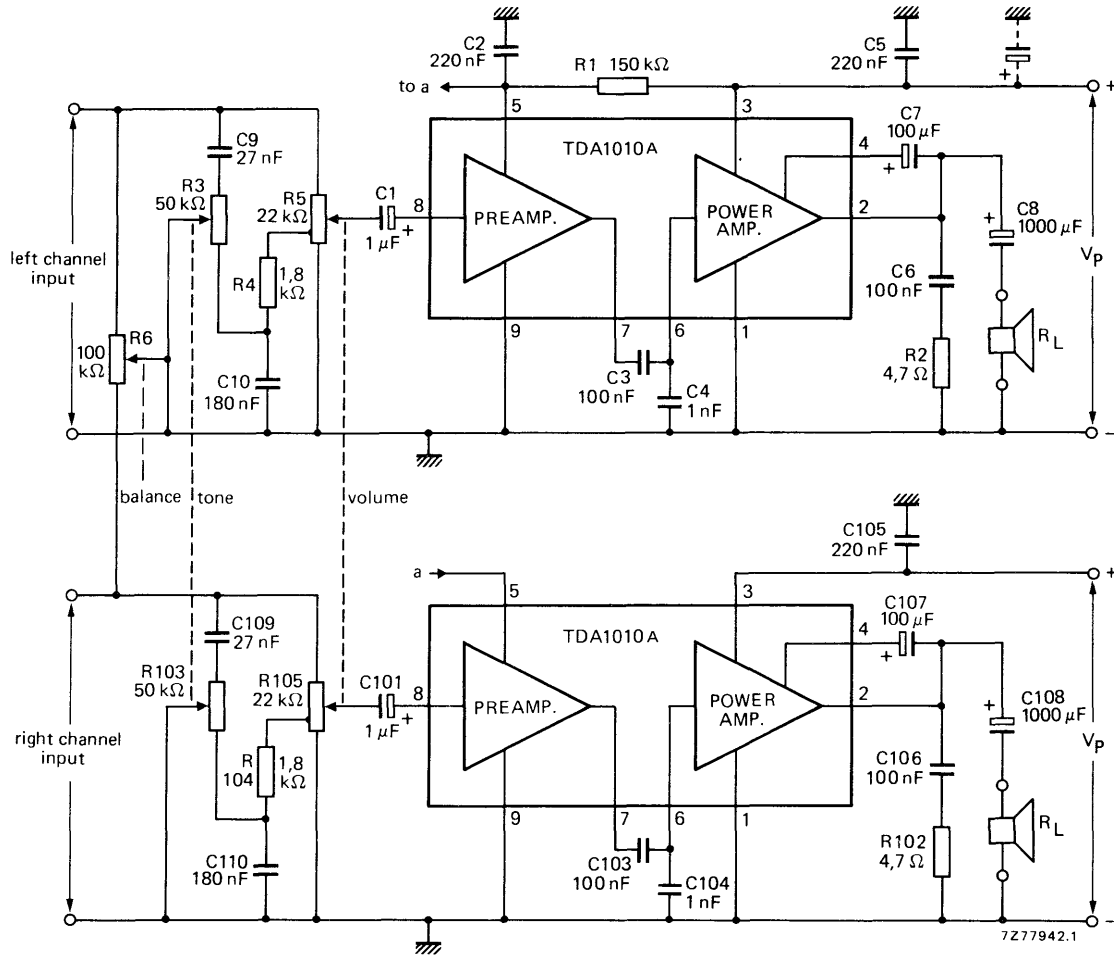 C2
220 nF
R1 150 kΩ
C5
220 nF
+
to a
+
5
3
TDA1010A
C7
100 µF
+
4
C9
27 nF
R3
50 kΩ
R5
22 kΩ
C1
1 µF
+
8
PREAMP.
POWER
AMP.
2
+
C8
1000 µF
Vp
left channel
input
R4
1,8
kΩ
C6
100 nF
9
7
6
1
R6
100
kΩ
C10
180 nF
C3
100 nF
C4
1 nF
R2
4,7 Ω
RL
−
balance
tone
volume
C105
220 nF
a
+
5
3
TDA1010A
C107
100 µF
+
4
C109
27 nF
R103
50 kΩ
R105
22 kΩ
C101
1 µF
+
8
PREAMP.
POWER
AMP.
2
+
C108
1000 µF
Vp
right channel
input
R
104
1,8
kΩ
C106
100 nF
9
7
6
1
C110
180 nF
C103
100 nF
C104
1 nF
R102
4,7 Ω
RL
−
7Z77942.1